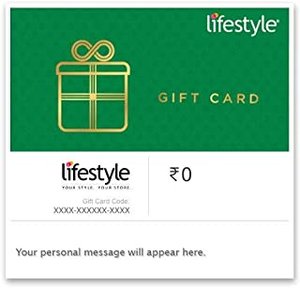 lifestyle®
GIFT CARD
lifestyle
YOUR STYLE. YOUR STORE.
₹0
Gift Card Code:
XXXX-XXXXXX-XXXX
Your personal message will appear here.